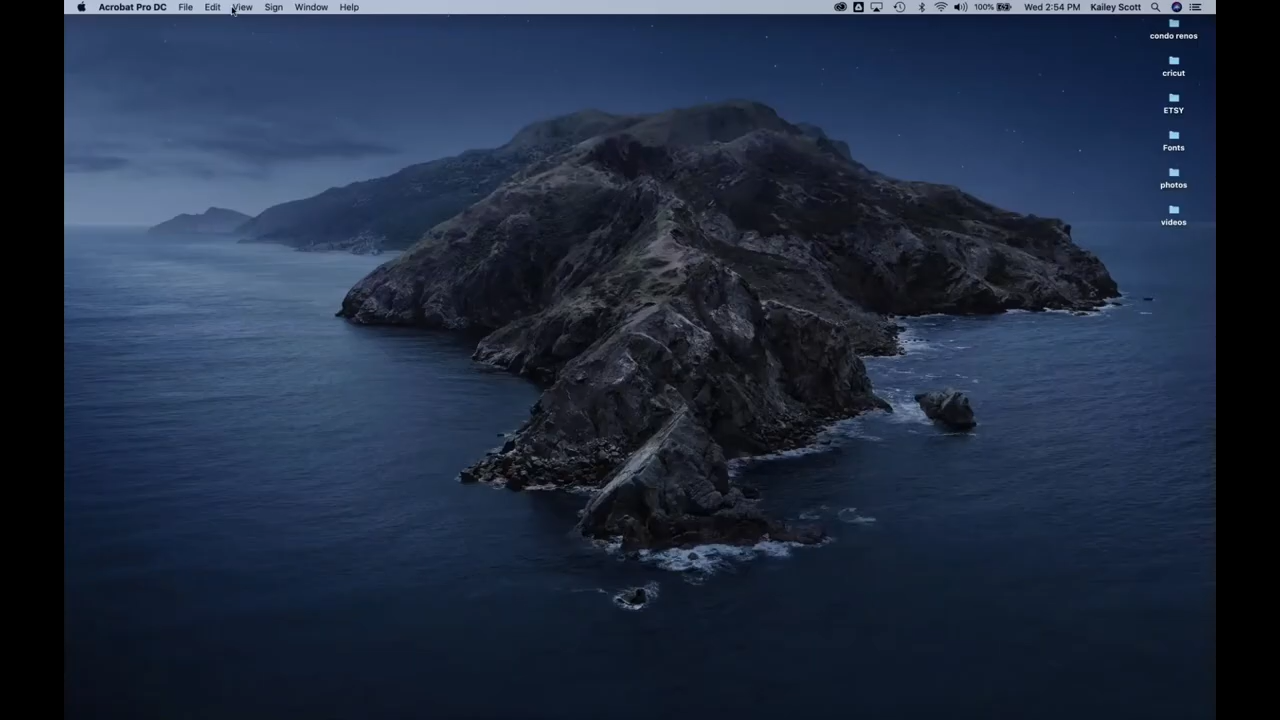 Acrobat Pro DC File Edit View Sign Window Help 100% Wed 2:54 PM Kailey Scott
condo renos
cricut
ETSY
Fonts
photos
videos